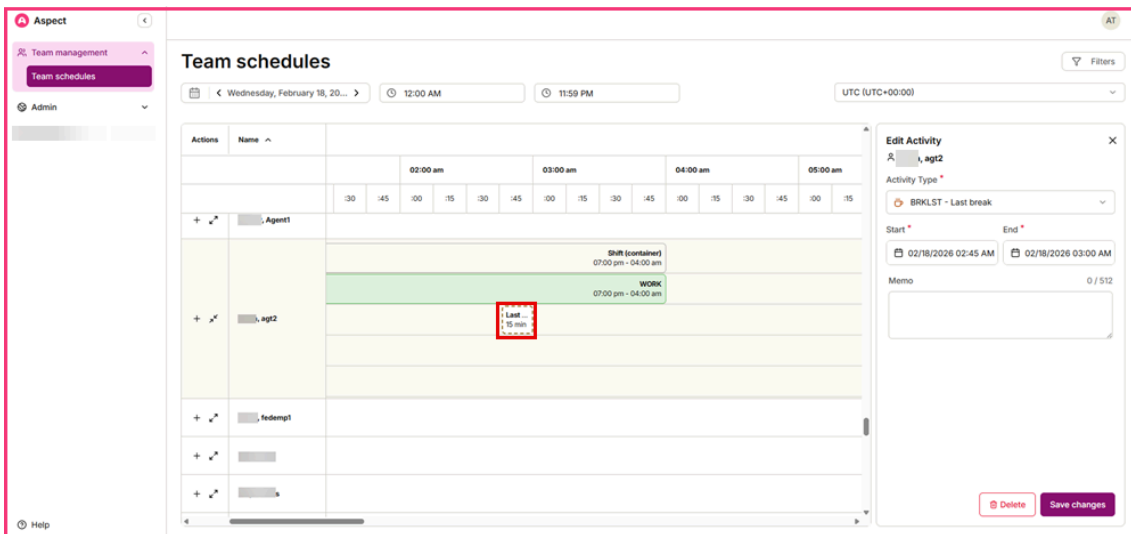 Aspect
AT
Team management
Team schedules
Admin
Help
Team schedules
Filters
Wednesday, February 18, 20...
12:00 AM
11:59 PM
UTC (UTC+00:00)
Actions Name
02:00 am 03:00 am 04:00 am 05:00 am
:30 :45 :00 :15 :30 :45 :00 :15 :30 :45 :00 :15 :30 :45 :00 :15
, Agent1
Shift (container)
07:00 pm - 04:00 am
WORK
07:00 pm - 04:00 am
Last ...
15 min
, agt2
, fedemp1
s
Edit Activity
, agt2
Activity Type *
BRKLST - Last break
Start * End *
02/18/2026 02:45 AM 02/18/2026 03:00 AM
Memo 0 / 512
Delete Save changes